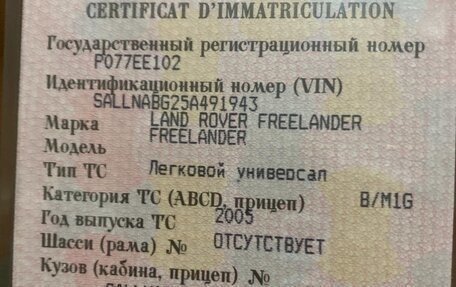 CERTIFICAT D'IMMATRICULATION
Государственный регистрационный номер
Р077ЕЕ102
Идентификационный номер (VIN)
SALLNABG25A491943
Марка LAND ROVER FREELANDER
Модель FREELANDER
Тип ТС Легковой универсал
Категория ТС (ABCD, прицеп) B/M1G
Год выпуска ТС 2005
Шасси (рама) № ОТСУТСТВУЕТ
Кузов (кабина, прицеп) №